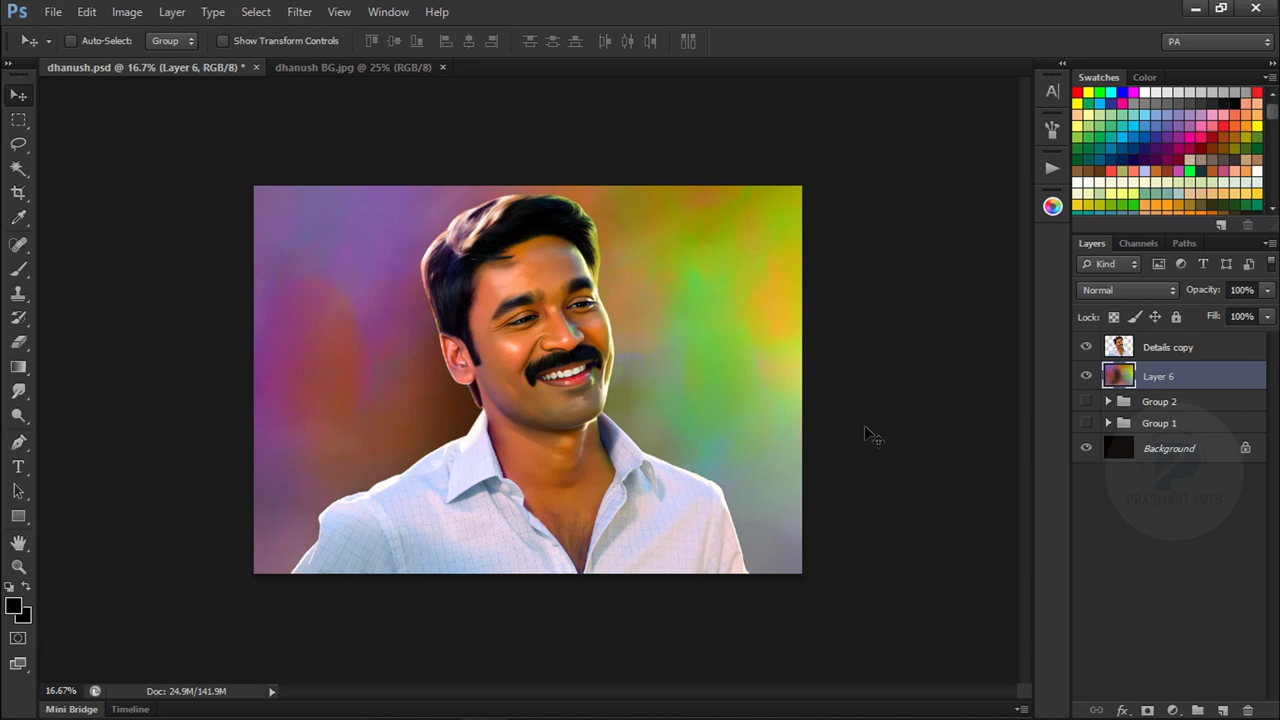 Ps File Edit Image Layer Type Select Filter View Window Help
Auto-Select: Group Show Transform Controls PA
dhanush.psd @ 16.7% (Layer 6, RGB/8) * × dhanush BG.jpg @ 25% (RGB/8) ×
Swatches Color
Layers Channels Paths
Kind
Normal Opacity: 100%
Lock: Fill: 100%
Details copy
Layer 6
Group 2
Group 1
Background
PRASHANT ARTS
16.67% Doc: 24.9M/141.9M
Mini Bridge Timeline